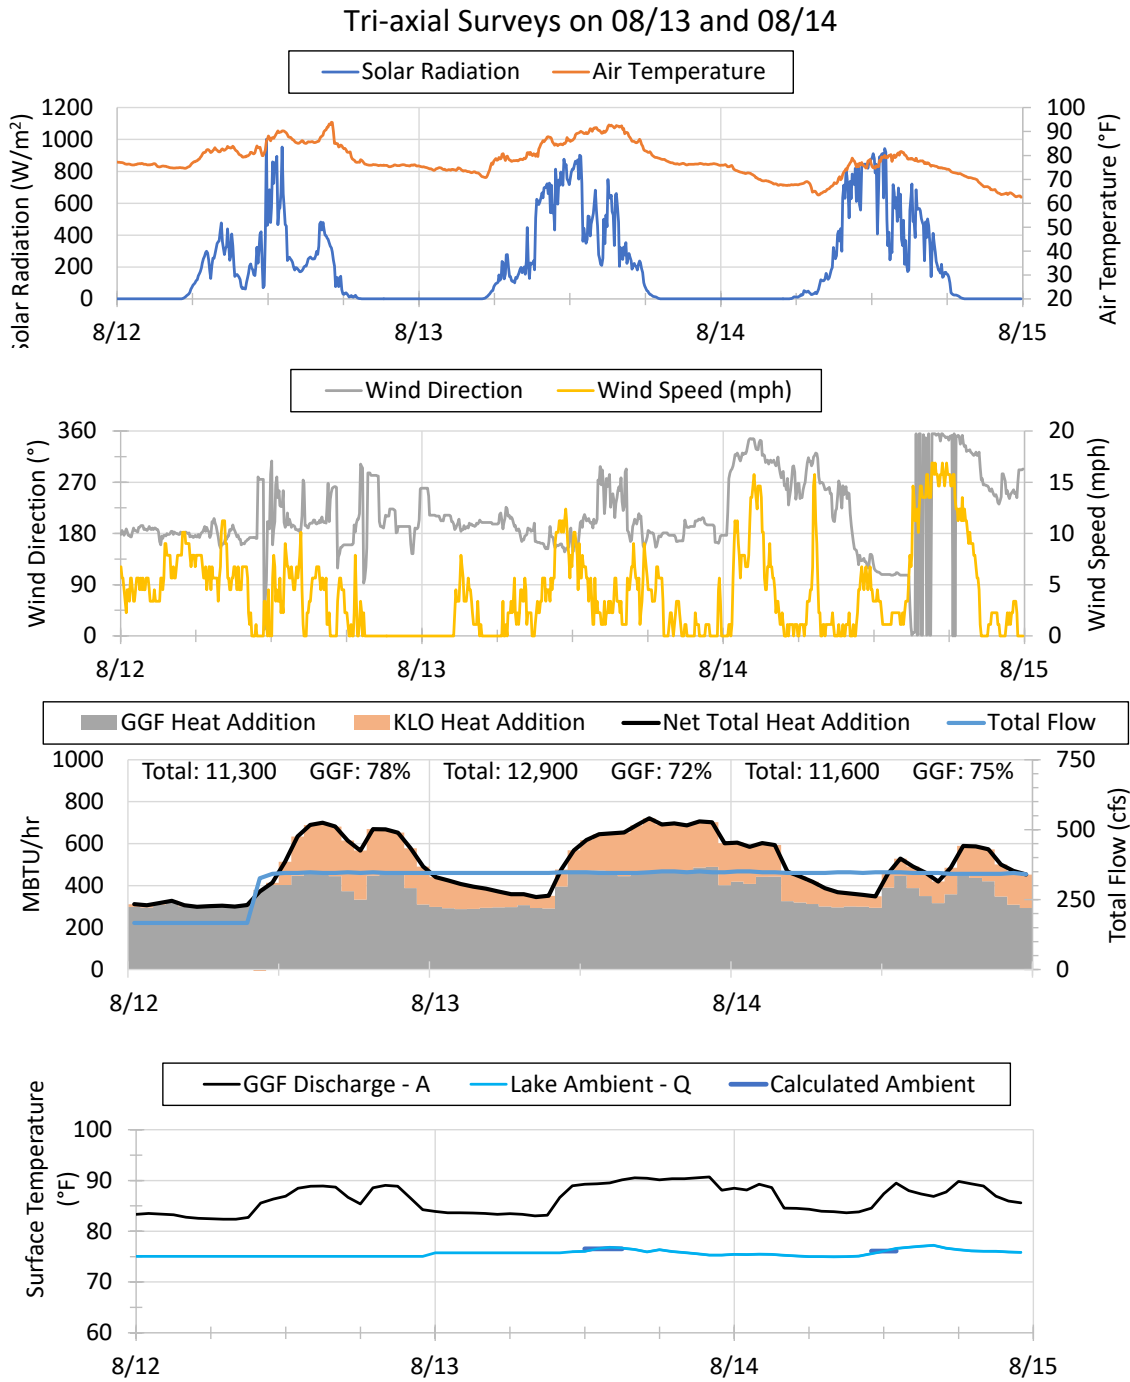 Tri-axial Surveys on 08/13 and 08/14
Solar Radiation Air Temperature
Solar Radiation (W/m²)
1200
1000
800
600
400
200
0
100
90
80
70
60
50
40
30
20
Air Temperature (°F)
8/12 8/13 8/14 8/15
Wind Direction Wind Speed (mph)
Wind Direction (°)
360
270
180
90
0
20
15
10
5
0
Wind Speed (mph)
8/12 8/13 8/14 8/15
GGF Heat Addition KLO Heat Addition Net Total Heat Addition Total Flow
MBTU/hr
1000
800
600
400
200
0
Total: 11,300 GGF: 78% Total: 12,900 GGF: 72% Total: 11,600 GGF: 75%
750
500
250
0
Total Flow (cfs)
8/12 8/13 8/14
GGF Discharge - A Lake Ambient - Q Calculated Ambient
Surface Temperature
(°F)
100
90
80
70
60
8/12 8/13 8/14 8/15